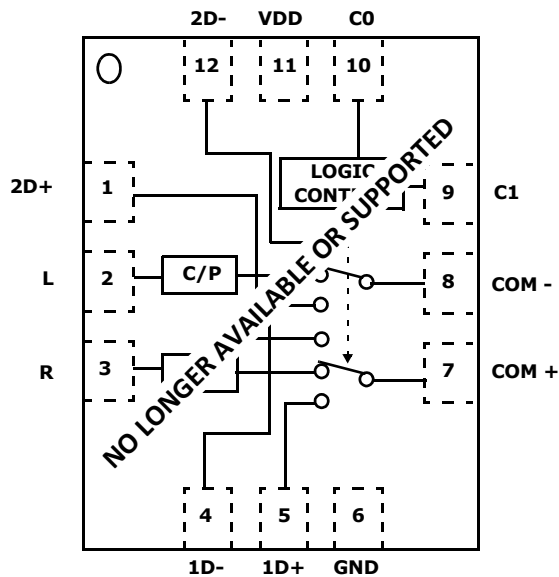 2D- VDD C0
12 11 10
LOGIC
2D+ 1 9 C1
L 2 C/P 8 COM -
R 3 7 COM +
NO LONGER AVAILABLE OR SUPPORTED
4 5 6
1D- 1D+ GND